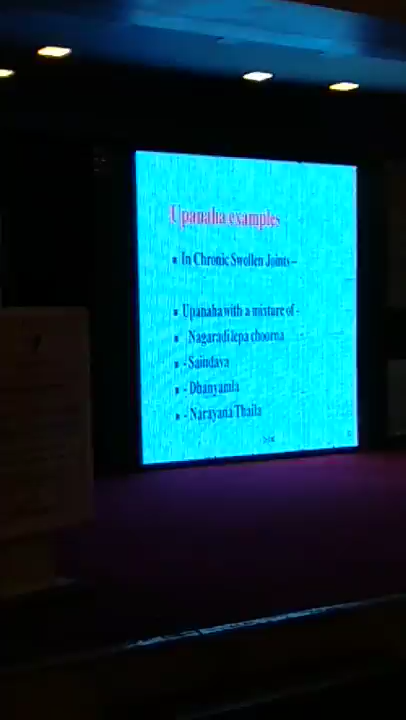 Upanaha examples
▪ In Chronic Swollen Joints –
▪ Upanaha with a mixture of -
▪ Nagaradi lepa choorna
▪ - Saindava
▪ - Dhanyamla
▪ - Narayana Thaila